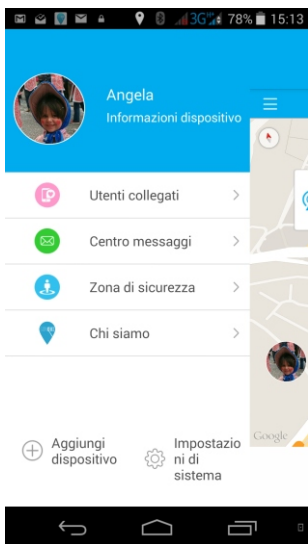 3G 78% 15:13
Angela
Informazioni dispositivo
Utenti collegati
Centro messaggi
Zona di sicurezza
Chi siamo
Aggiungi
dispositivo
Impostazio
ni di
sistema
Google